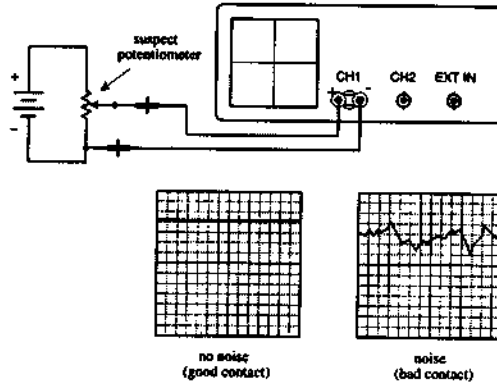 suspect
potentiometer
+
-
CH1
CH2
EXT IN
+
-
no noise
(good contact)
noise
(bad contact)